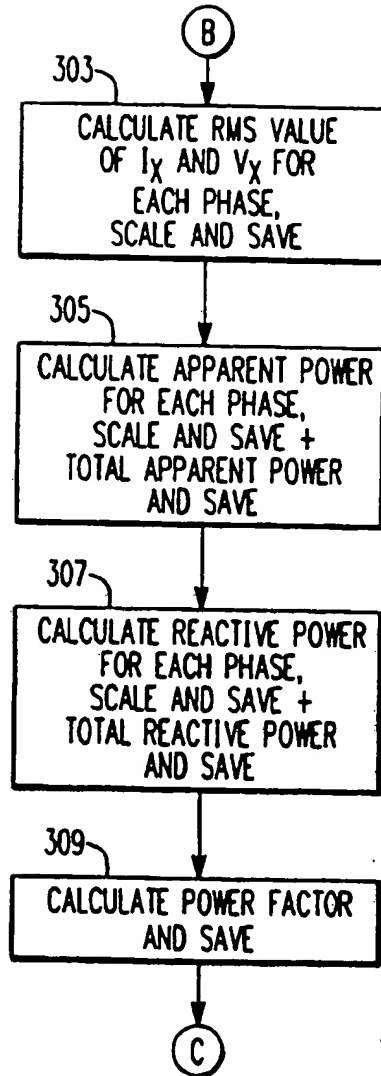 B
303
CALCULATE RMS VALUE
OF IX AND VX FOR
EACH PHASE,
SCALE AND SAVE
305
CALCULATE APPARENT POWER
FOR EACH PHASE,
SCALE AND SAVE +
TOTAL APPARENT POWER
AND SAVE
307
CALCULATE REACTIVE POWER
FOR EACH PHASE,
SCALE AND SAVE +
TOTAL REACTIVE POWER
AND SAVE
309
CALCULATE POWER FACTOR
AND SAVE
C